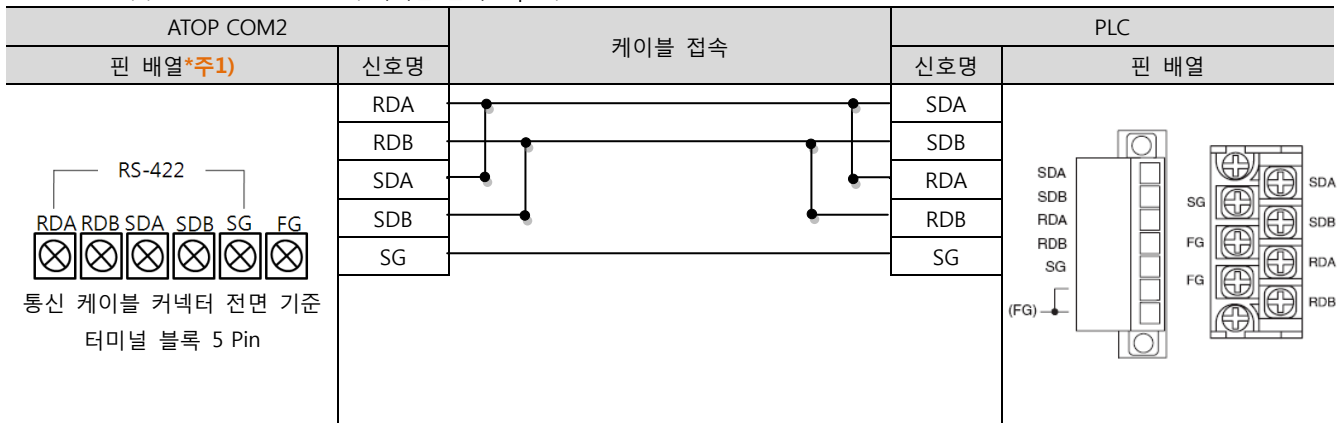 ATOP COM2 케이블 접속 PLC
핀 배열*주1) 신호명 신호명 핀 배열
RDA SDA
RDB SDB
SDA RDA
SDB RDB
SG SG
RS-422
RDA RDB SDA SDB SG FG
통신 케이블 커넥터 전면 기준
터미널 블록 5 Pin
SDA
SDB
RDA
RDB
SG
(FG)
SG
FG
FG
SDA
SDB
RDA
RDB